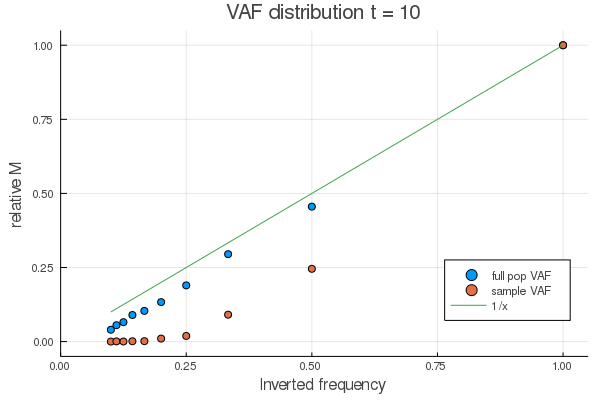 VAF distribution t = 10
1.00
0.75
0.50
0.25
0.00
relative M
full pop VAF
sample VAF
1/x
0.00 0.25 0.50 0.75 1.00
Inverted frequency